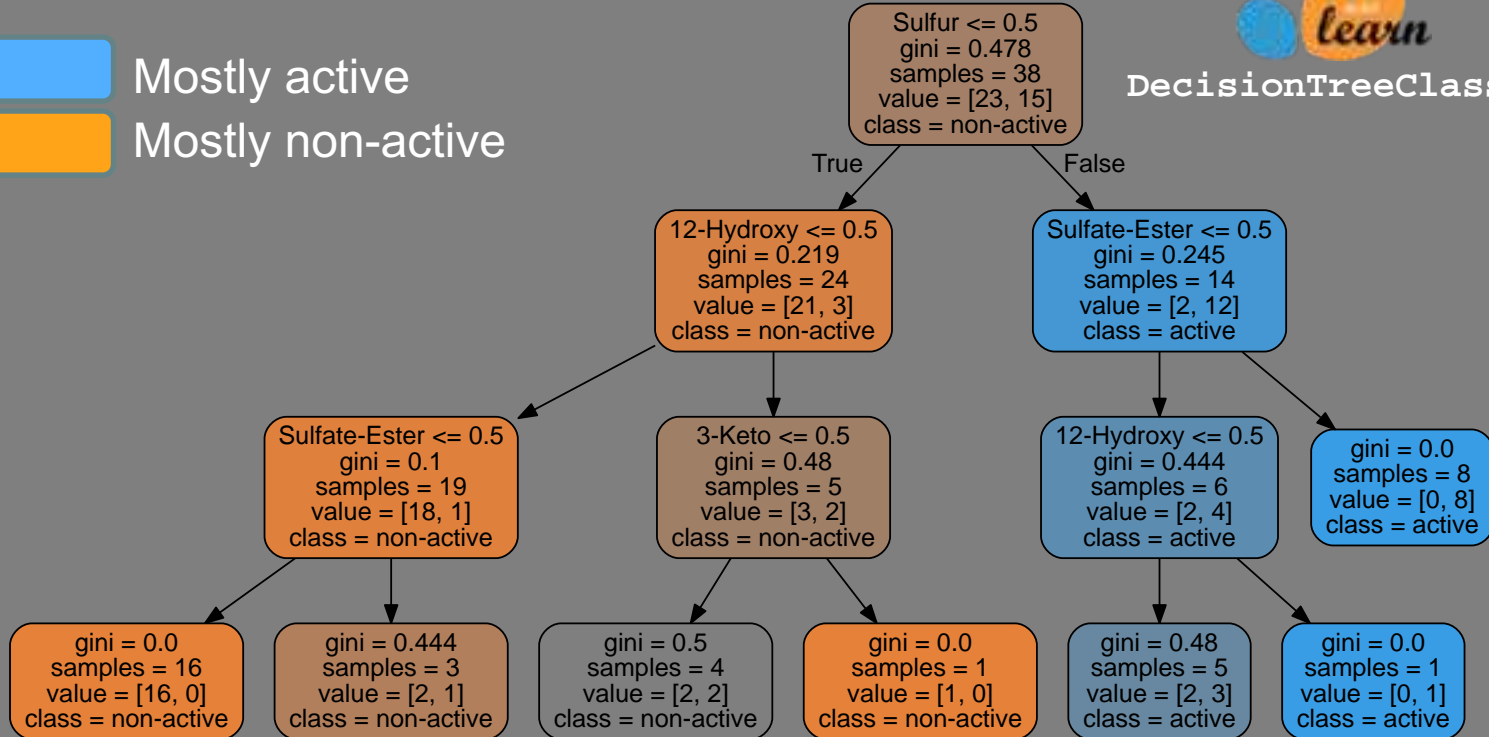 Mostly active
Mostly non-active
learn
DecisionTreeClass
Sulfur <= 0.5
gini = 0.478
samples = 38
value = [23, 15]
class = non-active
True
False
12-Hydroxy <= 0.5
gini = 0.219
samples = 24
value = [21, 3]
class = non-active
Sulfate-Ester <= 0.5
gini = 0.245
samples = 14
value = [2, 12]
class = active
Sulfate-Ester <= 0.5
gini = 0.1
samples = 19
value = [18, 1]
class = non-active
3-Keto <= 0.5
gini = 0.48
samples = 5
value = [3, 2]
class = non-active
12-Hydroxy <= 0.5
gini = 0.444
samples = 6
value = [2, 4]
class = active
gini = 0.0
samples = 8
value = [0, 8]
class = active
gini = 0.0
samples = 16
value = [16, 0]
class = non-active
gini = 0.444
samples = 3
value = [2, 1]
class = non-active
gini = 0.5
samples = 4
value = [2, 2]
class = non-active
gini = 0.0
samples = 1
value = [1, 0]
class = non-active
gini = 0.48
samples = 5
value = [2, 3]
class = active
gini = 0.0
samples = 1
value = [0, 1]
class = active